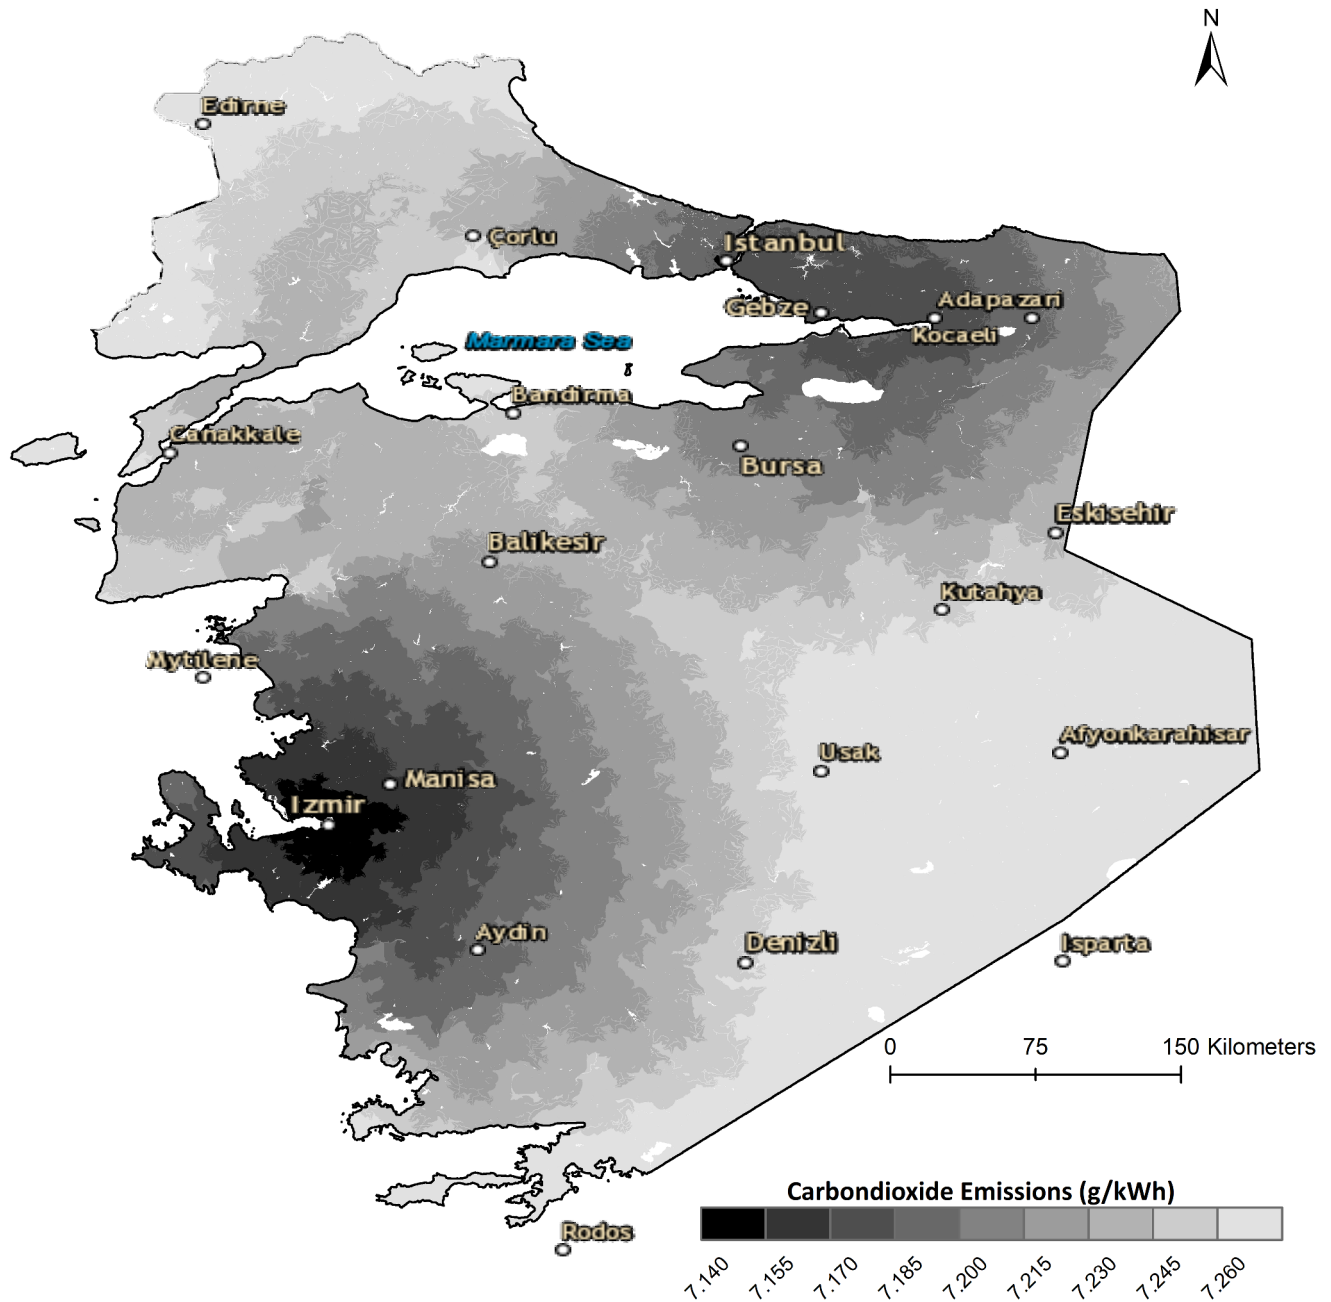 N
Edirne
Çorlu
Istanbul
Gebze
Adapazari
Kocaeli
Marmara Sea
Bandirma
Canakkale
Bursa
Eskisehir
Balikesir
Kutahya
Mytilene
Afyonkarahisar
Usak
Manisa
Izmir
Aydin
Denizli
Isparta
0 75 150 Kilometers
Rodos
Carbondioxide Emissions (g/kWh)
7.140 7.155 7.170 7.185 7.200 7.215 7.230 7.245 7.260